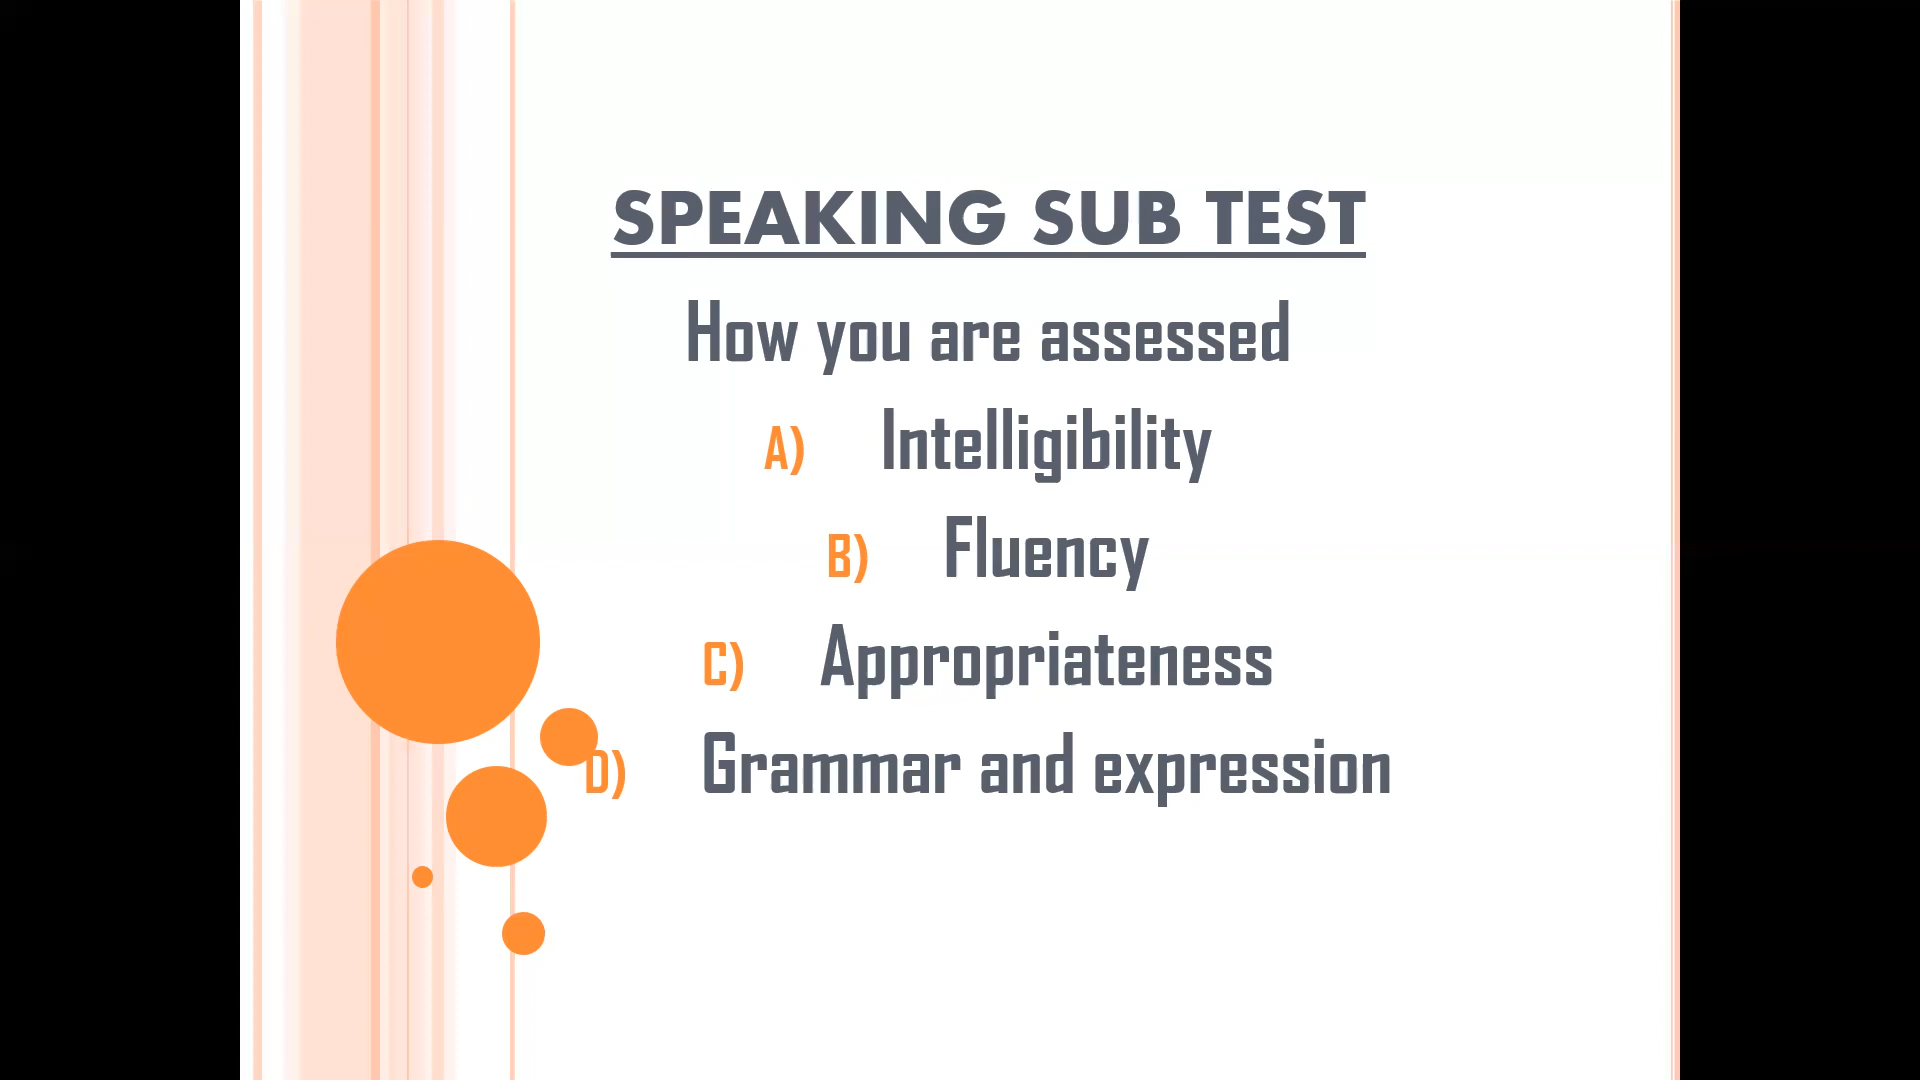 SPEAKING SUB TEST
How you are assessed
A) Intelligibility
B) Fluency
C) Appropriateness
D) Grammar and expression